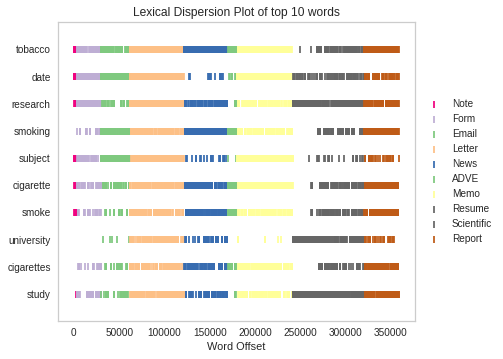 Lexical Dispersion Plot of top 10 words
tobacco
date
research
smoking
subject
cigarette
smoke
university
cigarettes
study
0 50000 100000 150000 200000 250000 300000 350000
Word Offset
Note
Form
Email
Letter
News
ADVE
Memo
Resume
Scientific
Report